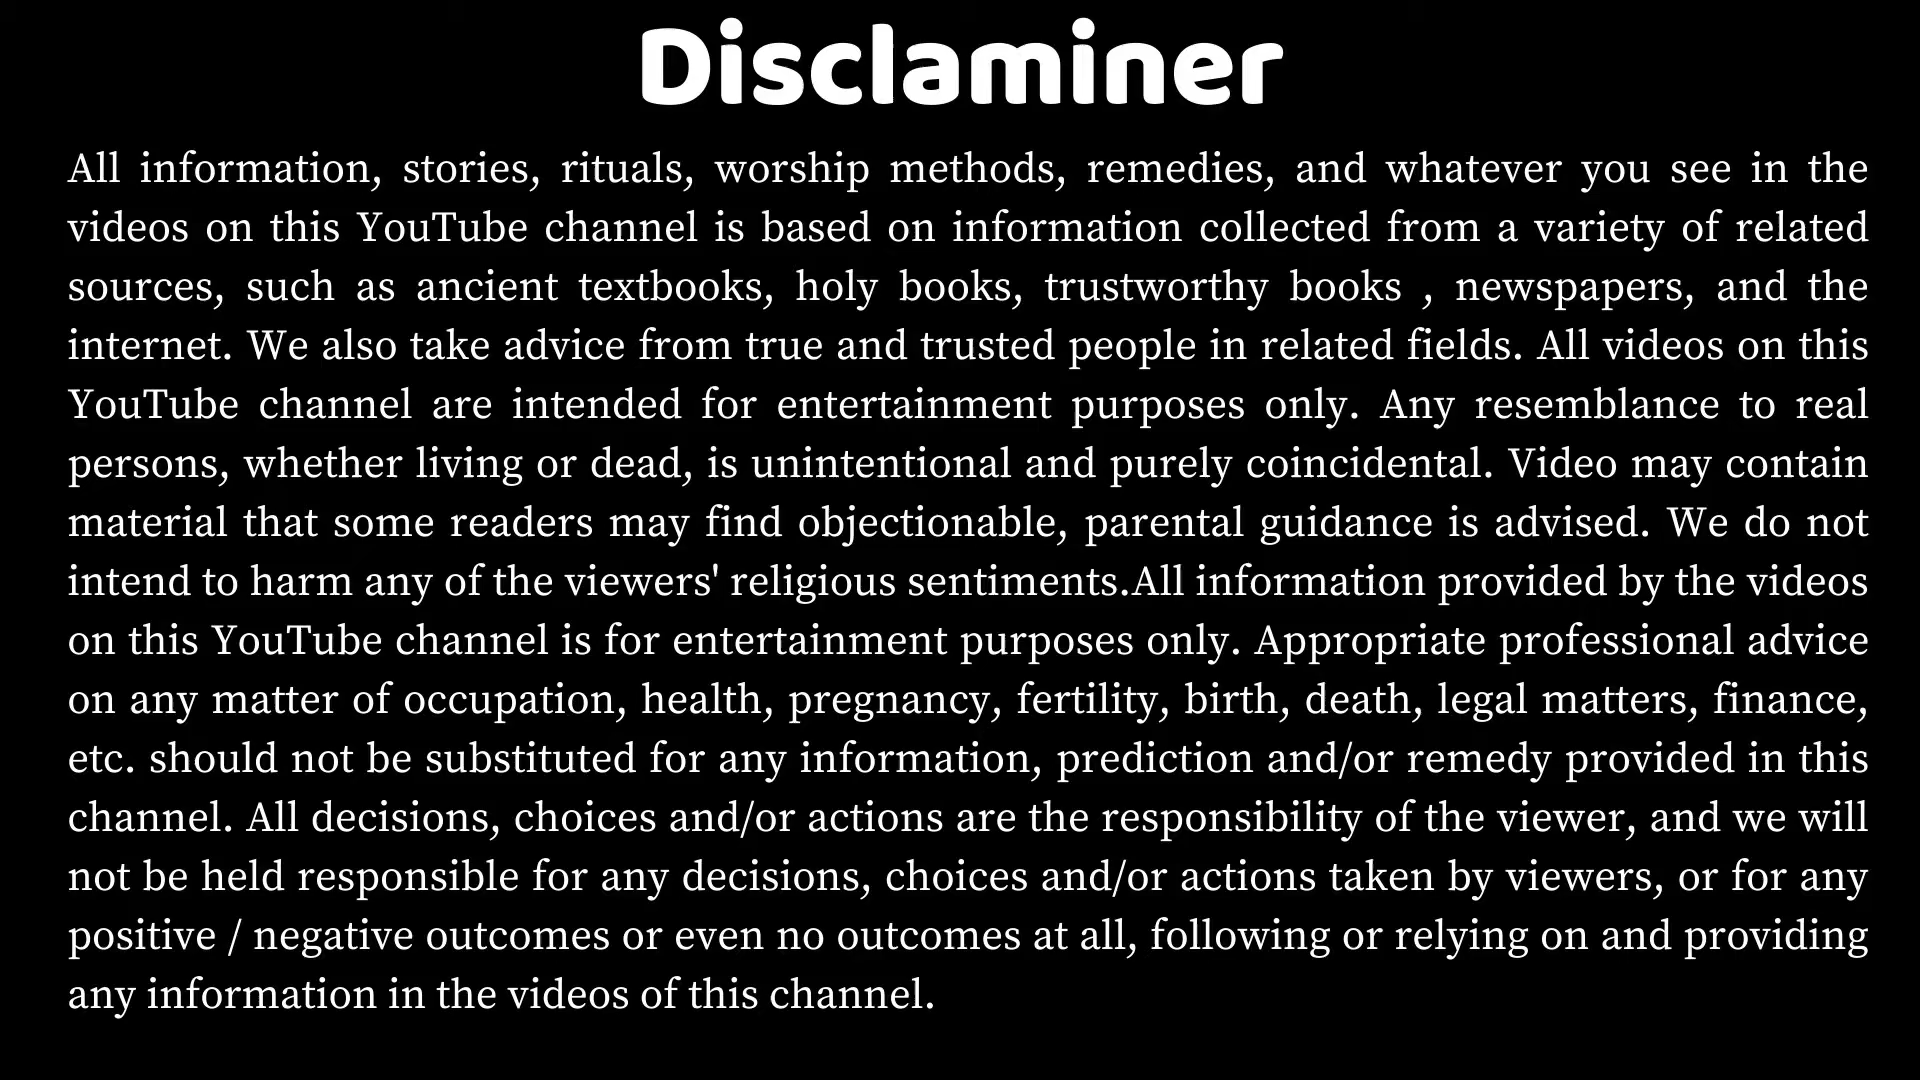 Disclaminer
All information, stories, rituals, worship methods, remedies, and whatever you see in the
videos on this YouTube channel is based on information collected from a variety of related
sources, such as ancient textbooks, holy books, trustworthy books , newspapers, and the
internet. We also take advice from true and trusted people in related fields. All videos on this
YouTube channel are intended for entertainment purposes only. Any resemblance to real
persons, whether living or dead, is unintentional and purely coincidental. Video may contain
material that some readers may find objectionable, parental guidance is advised. We do not
intend to harm any of the viewers' religious sentiments.All information provided by the videos
on this YouTube channel is for entertainment purposes only. Appropriate professional advice
on any matter of occupation, health, pregnancy, fertility, birth, death, legal matters, finance,
etc. should not be substituted for any information, prediction and/or remedy provided in this
channel. All decisions, choices and/or actions are the responsibility of the viewer, and we will
not be held responsible for any decisions, choices and/or actions taken by viewers, or for any
positive / negative outcomes or even no outcomes at all, following or relying on and providing
any information in the videos of this channel.